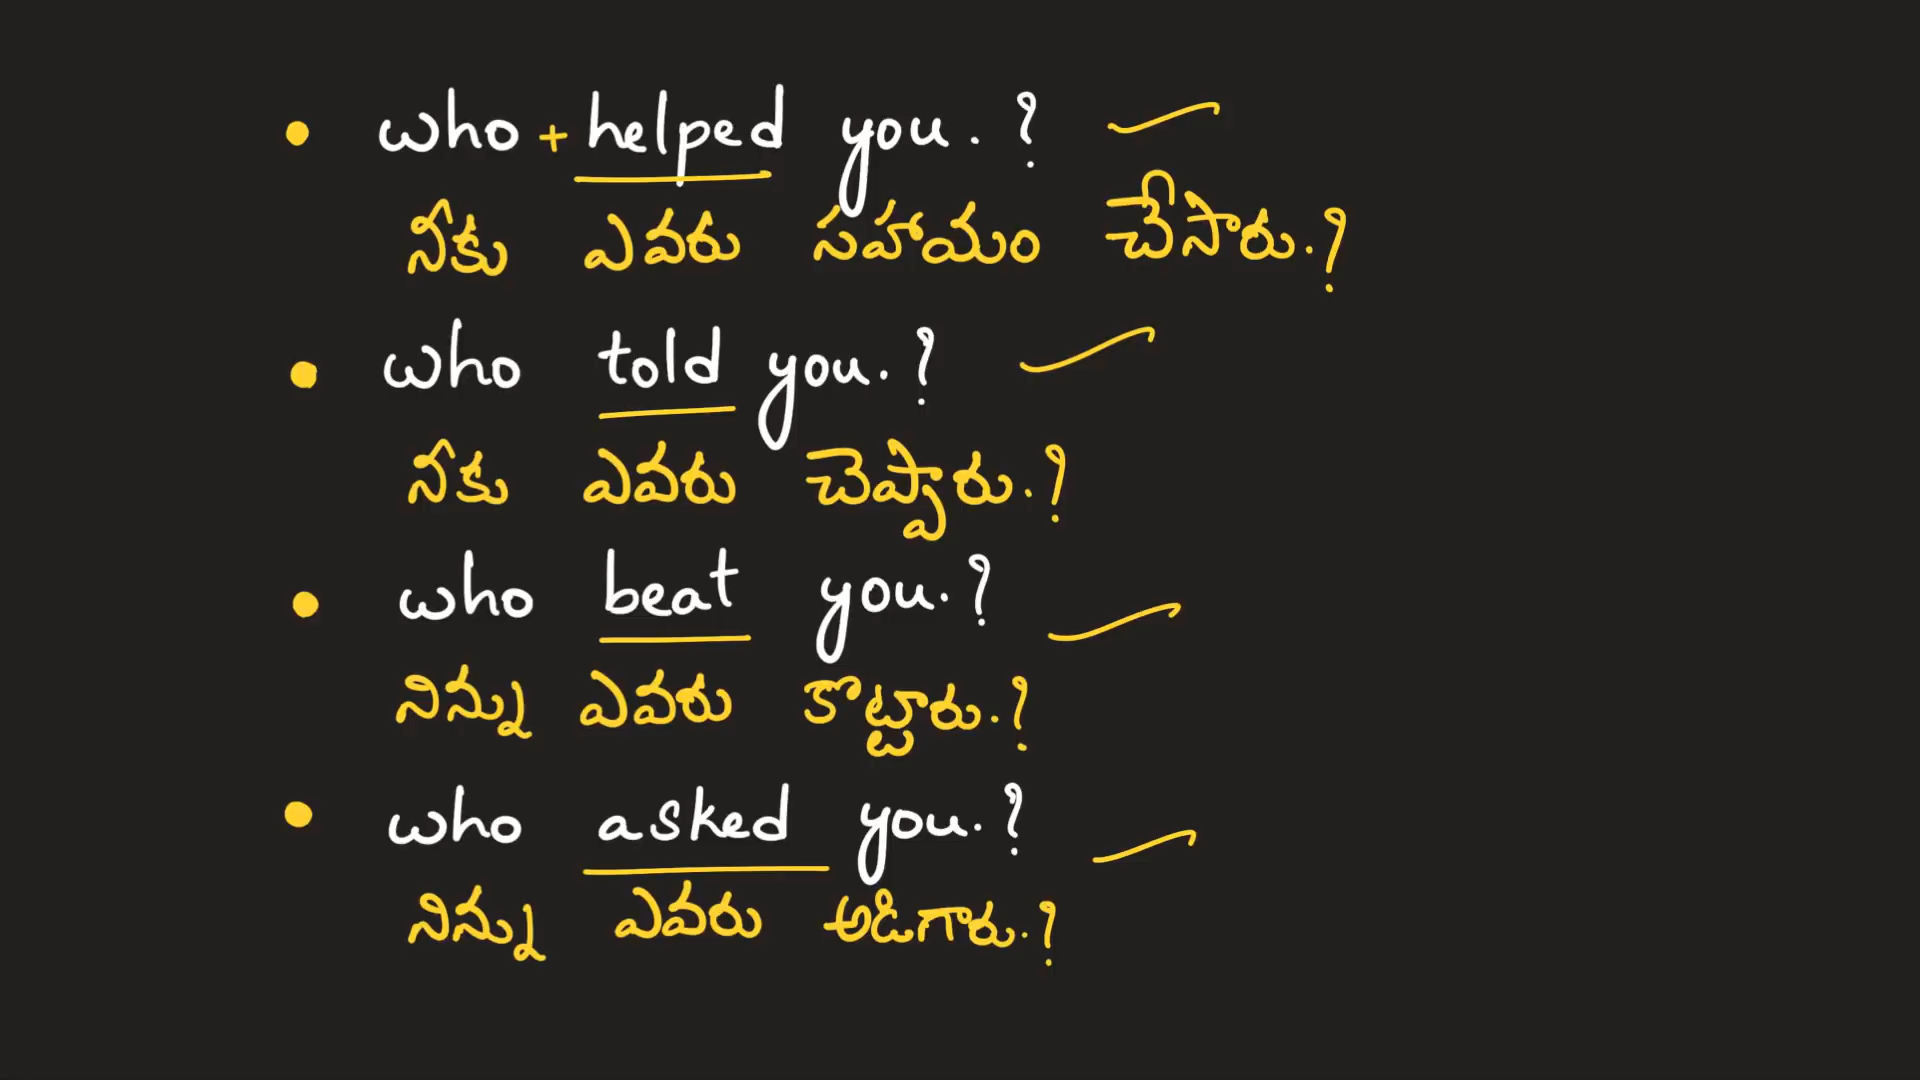 • who + helped you.?
నీకు ఎవరు సహాయం చేసారు.?
• who told you.?
నీకు ఎవరు చెప్పారు.?
• who beat you.?
నిన్ను ఎవరు కొట్టారు.?
• who asked you.?
నిన్ను ఎవరు అడిగారు.?